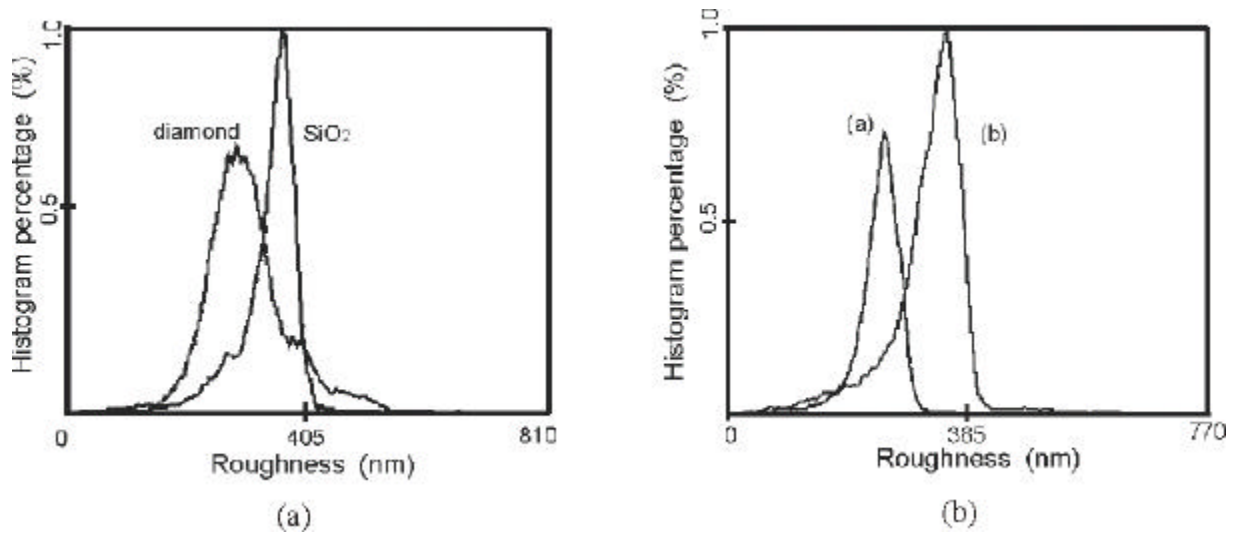 Histogram percentage (%)
1.0
0.5
diamond
SiO₂
0
405
810
Roughness (nm)
(a)
Histogram percentage (%)
1.0
0.5
(a)
(b)
0
385
770
Roughness (nm)
(b)